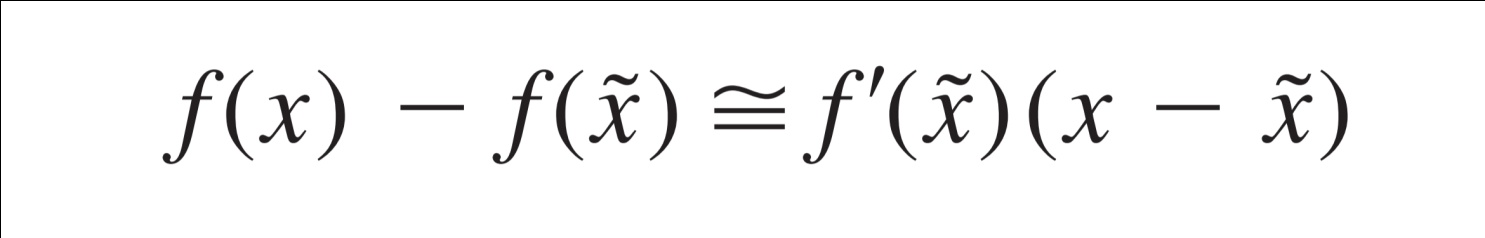 f(x) − f(x̃) ≅ f′(x̃)(x − x̃)